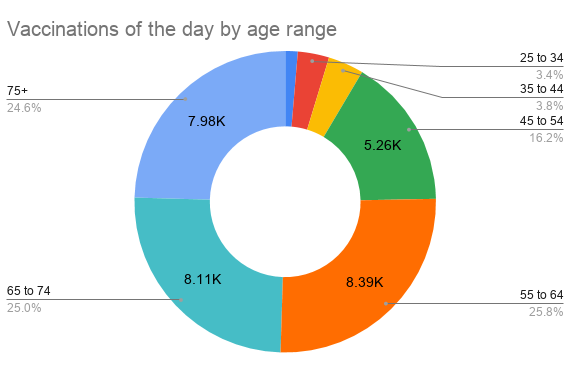 Vaccinations of the day by age range
25 to 34
3.4%
35 to 44
3.8%
45 to 54
16.2%
5.26K
55 to 64
25.8%
8.39K
65 to 74
25.0%
8.11K
75+
24.6%
7.98K